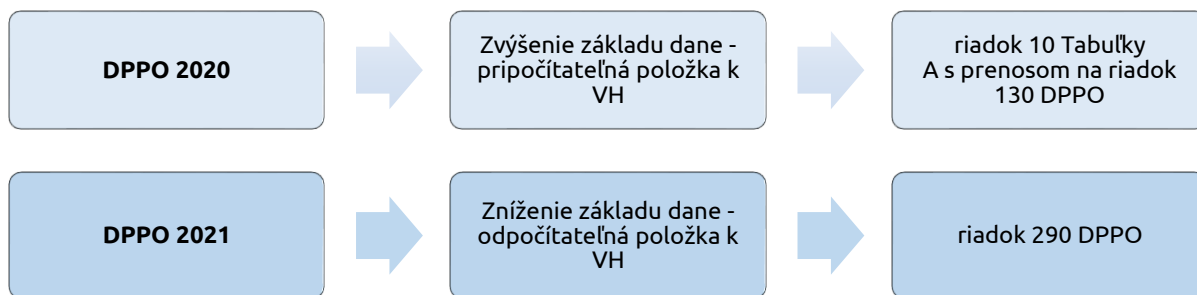 DPPO 2020
Zvýšenie základu dane -
pripočítateľná položka k
VH
riadok 10 Tabuľky
A s prenosom na riadok
130 DPPO
DPPO 2021
Zníženie základu dane -
odpočítateľná položka k
VH
riadok 290 DPPO